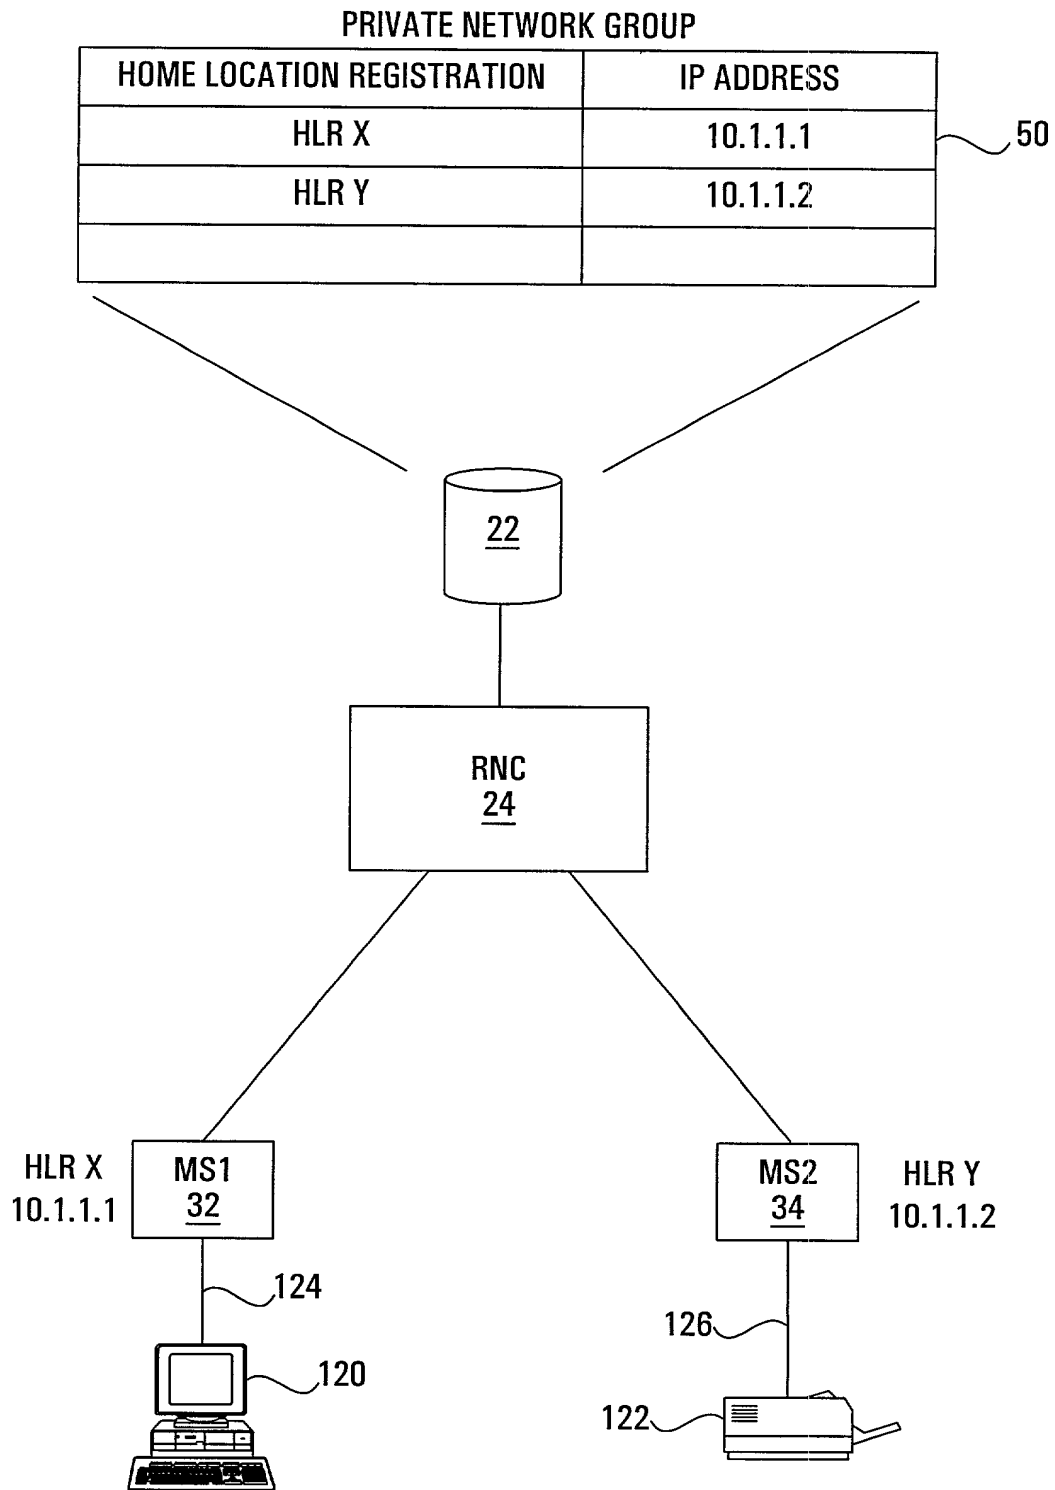 PRIVATE NETWORK GROUP
HOME LOCATION REGISTRATION IP ADDRESS
HLR X 10.1.1.1
50
HLR Y 10.1.1.2
22
RNC
24
HLR X
10.1.1.1
MS1
32
MS2
34
HLR Y
10.1.1.2
124
126
120
122